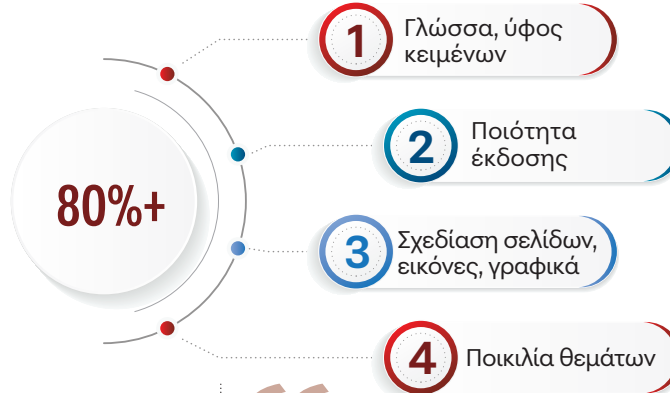 80%+
1
Γλώσσα, ύφος
κειμένων
2
Ποιότητα
έκδοσης
3
Σχεδίαση σελίδων,
εικόνες, γραφικά
4
Ποικιλία θεμάτων